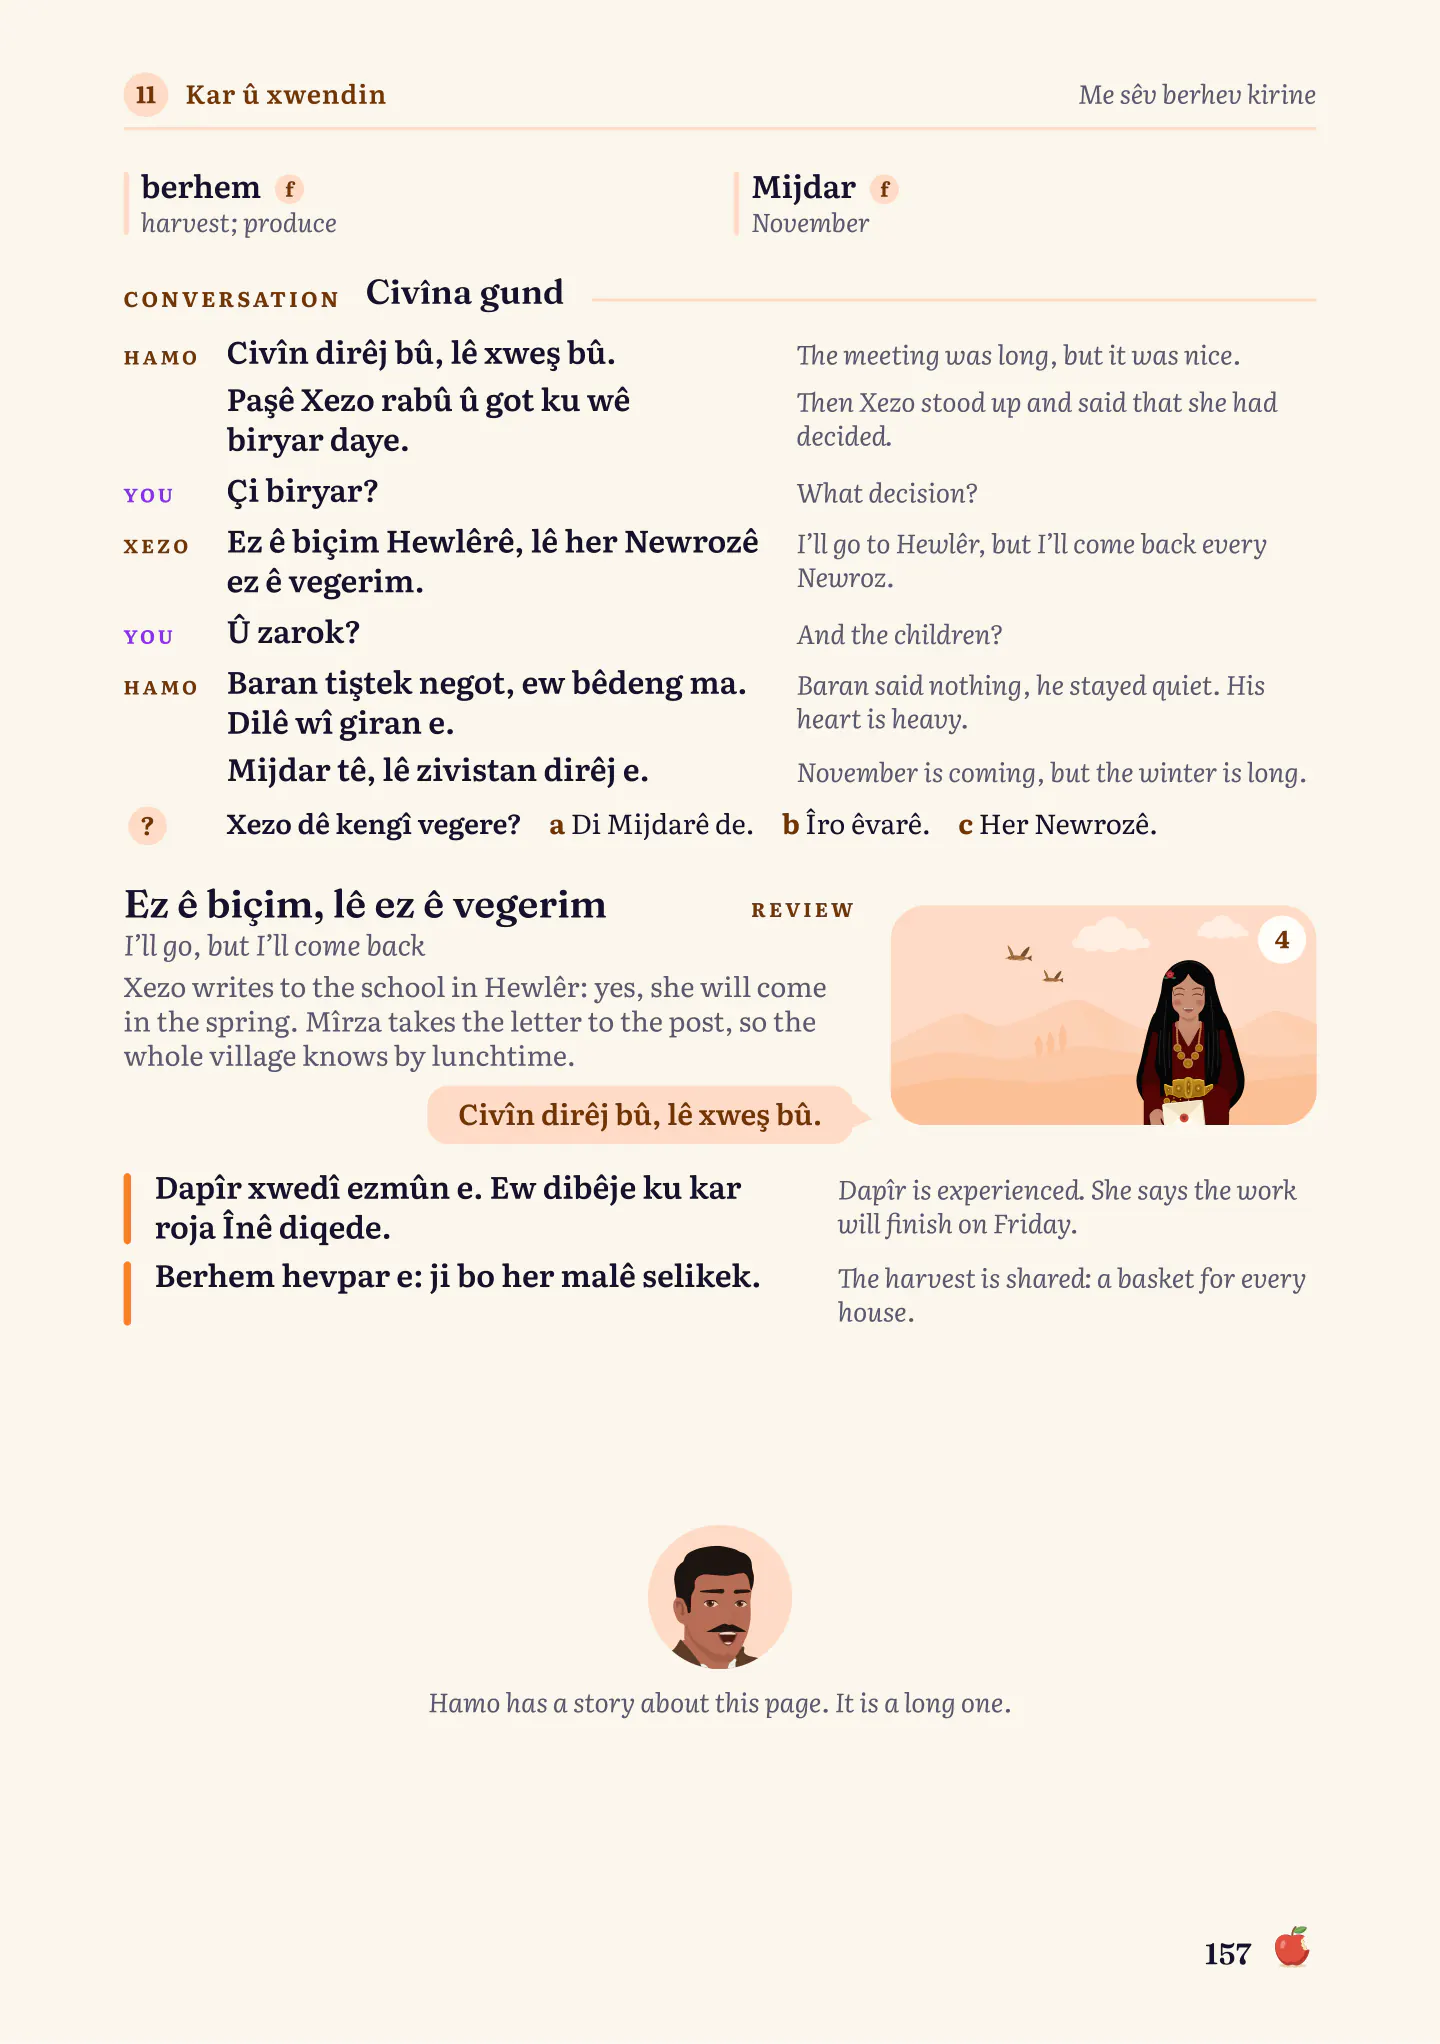 11 Kar û xwendin
Me sêv berhev kirine
berhem f
harvest; produce
Mijdar f
November
CONVERSATION Civîna gund
HAMO Civîn dirêj bû, lê xweş bû.
The meeting was long, but it was nice.
Paşê Xezo rabû û got ku wê
biryar daye.
Then Xezo stood up and said that she had
decided.
YOU Çi biryar?
What decision?
XEZO Ez ê biçim Hewlêrê, lê her Newrozê
ez ê vegerim.
I’ll go to Hewlêr, but I’ll come back every
Newroz.
YOU Û zarok?
And the children?
HAMO Baran tiştek negot, ew bêdeng ma.
Dilê wî giran e.
Baran said nothing, he stayed quiet. His
heart is heavy.
Mijdar tê, lê zivistan dirêj e.
November is coming, but the winter is long.
? Xezo dê kengî vegere? a Di Mijdarê de. b Îro êvarê. c Her Newrozê.
Ez ê biçim, lê ez ê vegerim
REVIEW
I’ll go, but I’ll come back
Xezo writes to the school in Hewlêr: yes, she will come
in the spring. Mîrza takes the letter to the post, so the
whole village knows by lunchtime.
4
Civîn dirêj bû, lê xweş bû.
Dapîr xwedî ezmûn e. Ew dibêje ku kar
roja Înê diqede.
Dapîr is experienced. She says the work
will finish on Friday.
Berhem hevpar e: ji bo her malê selikek.
The harvest is shared: a basket for every
house.
Hamo has a story about this page. It is a long one.
157